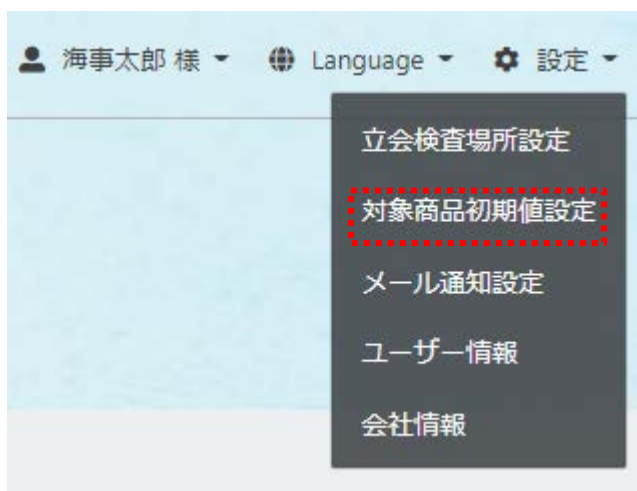 海事太郎 様 Language 設定
立会検査場所設定
対象商品初期値設定
メール通知設定
ユーザー情報
会社情報